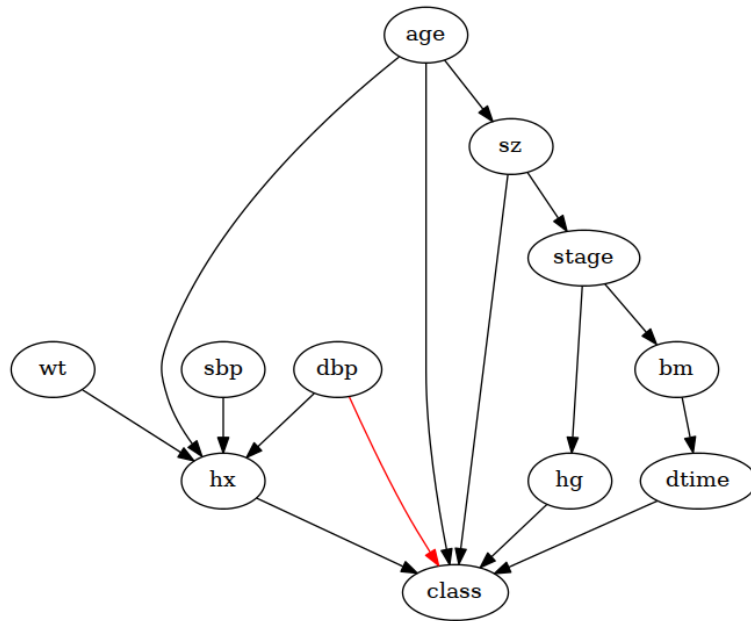 age
sz
stage
wt
sbp
dbp
bm
hx
hg
dtime
class